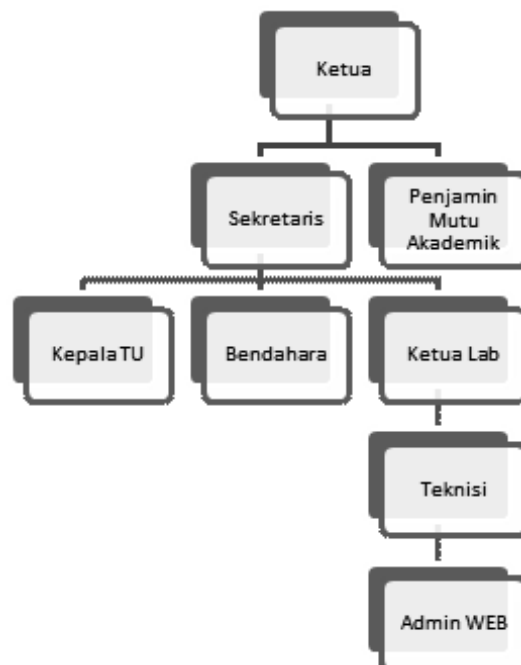 Ketua
Sekretaris
Penjamin
Mutu
Akademik
Kepala TU
Bendahara
Ketua Lab
Teknisi
Admin WEB